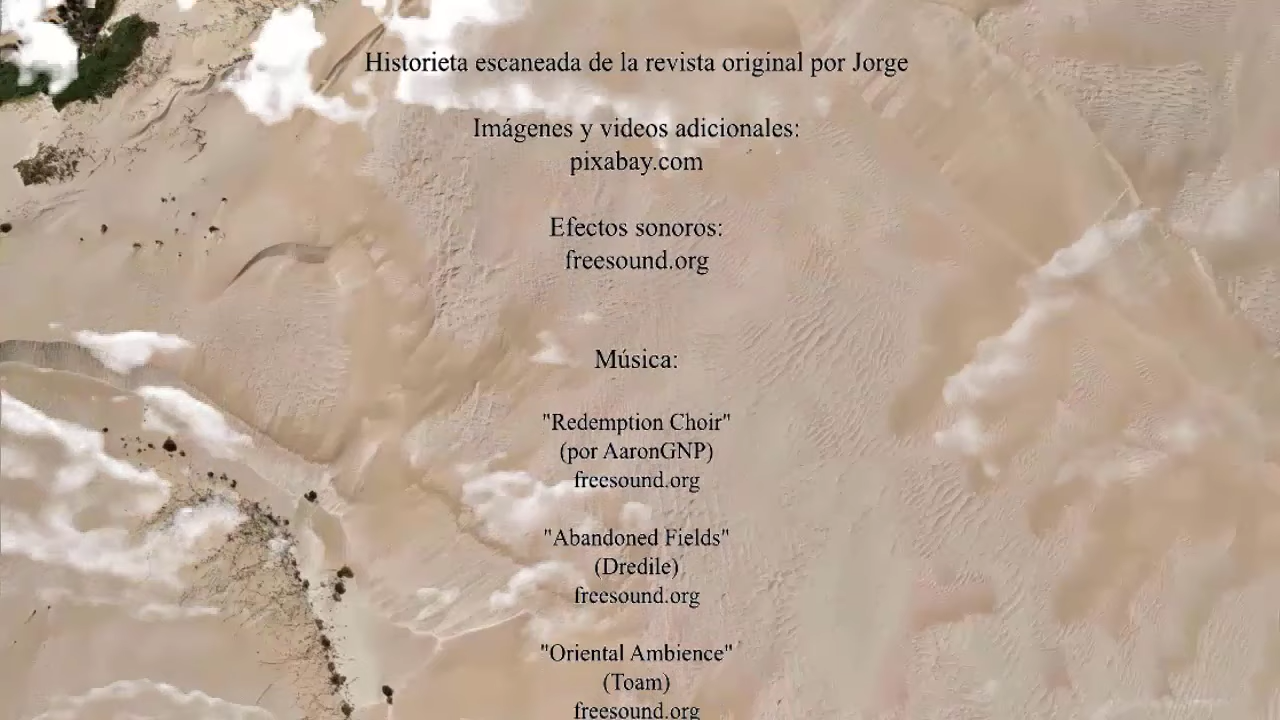 Historieta escaneada de la revista original por Jorge
Imágenes y videos adicionales:
pixabay.com
Efectos sonoros:
freesound.org
Música:
"Redemption Choir"
(por AaronGNP)
freesound.org
"Abandoned Fields"
(Dredile)
freesound.org
"Oriental Ambience"
(Toam)
freesound.org